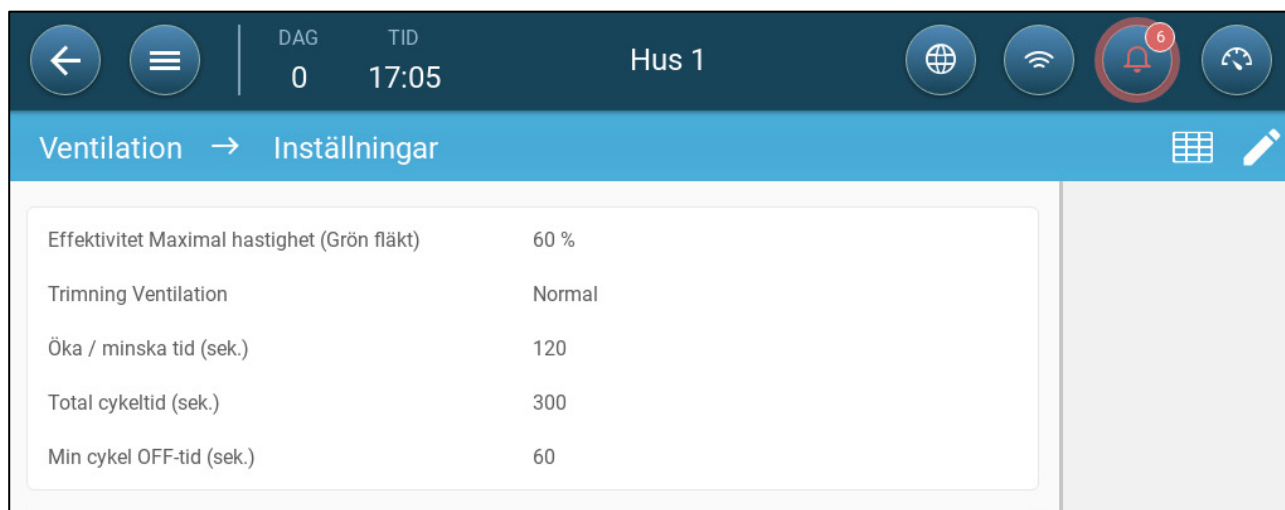 DAG TID
0 17:05
Hus 1
6
Ventilation → Inställningar
Effektivitet Maximal hastighet (Grön fläkt) 60 %
Trimning Ventilation Normal
Öka / minska tid (sek.) 120
Total cykeltid (sek.) 300
Min cykel OFF-tid (sek.) 60